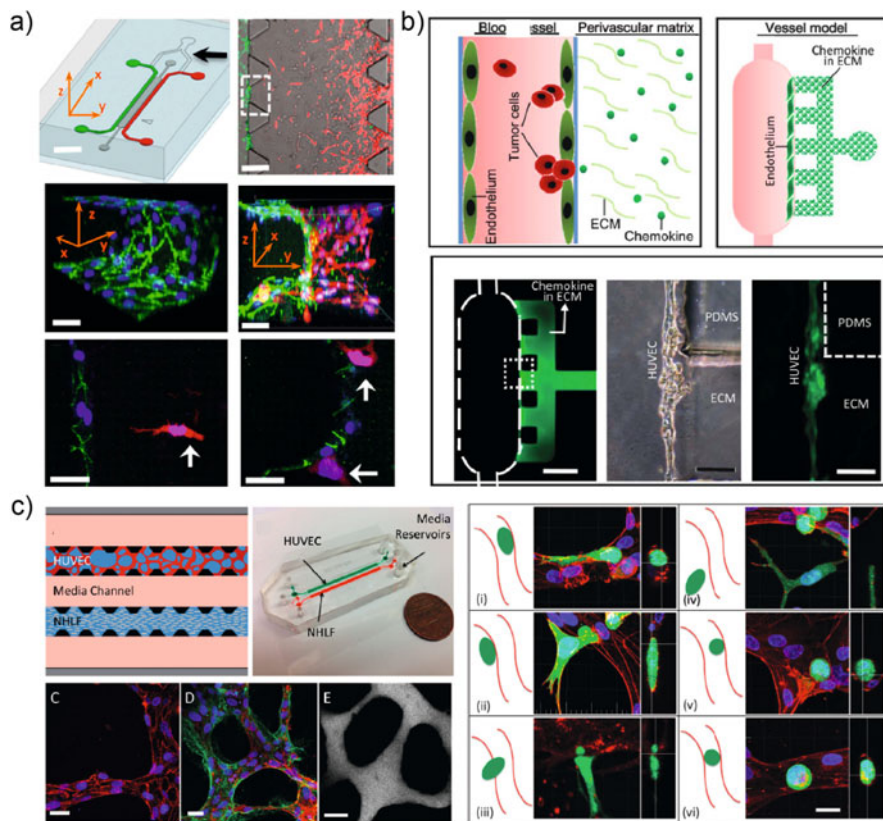 a)
z
x
y
z
x
y
z
x
y
b)
Bloo
ssel
Perivascular matrix
Tumor cells
Endothelium
ECM
Chemokine
Vessel model
Chemokine
in ECM
Endothelium
Chemokine
in ECM
HUVEC
PDMS
ECM
HUVEC
PDMS
ECM
c)
HUVEC
Media Channel
NHLF
HUVEC
Media
Reservoirs
NHLF
C
D
E
(i)
(iv)
(ii)
(v)
(iii)
(vi)